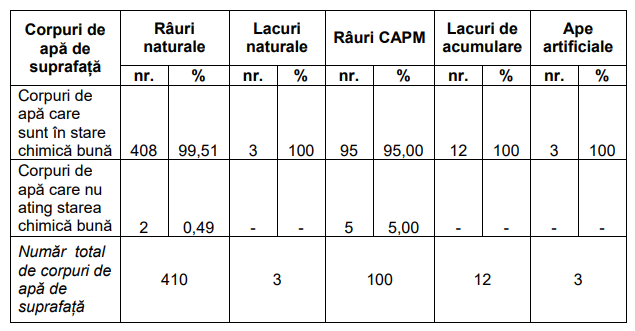 Corpuri de apă de suprafață | Râuri naturale | Lacuri naturale | Râuri CAPM | Lacuri de acumulare | Ape artificiale
nr. % nr. % nr. % nr. % nr. %
Corpuri de
apă care
sunt în stare
chimică bună 408 99,51 3 100 95 95,00 12 100 3 100
Corpuri de
apă care nu
ating starea
chimică bună 2 0,49 - - 5 5,00 - - - -
Număr total
de corpuri de
apă de
suprafață 410 3 100 12 3